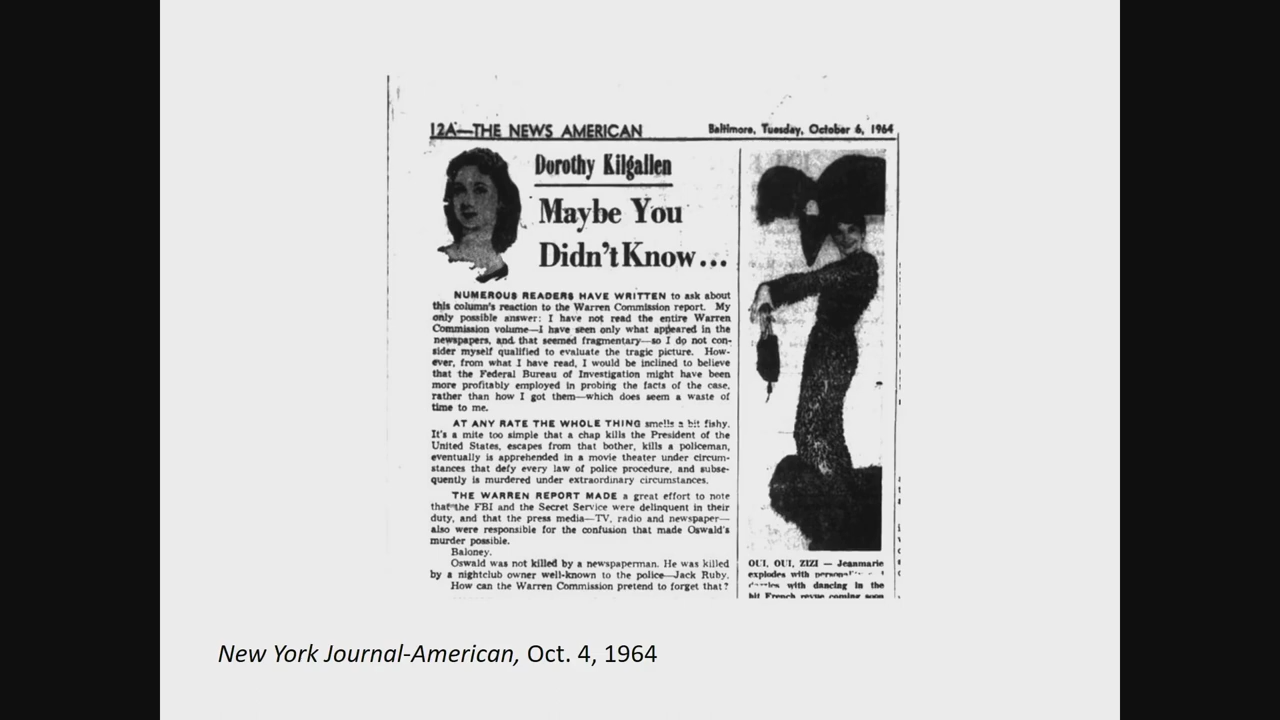 12A—THE NEWS AMERICAN
Baltimore, Tuesday, October 6, 1964
Dorothy Kilgallen
Maybe You
Didn't Know...
NUMEROUS READERS HAVE WRITTEN to ask about
this column's reaction to the Warren Commission report. My
only possible answer: I have not read the entire Warren
Commission volume—I have seen only what appeared in the
newspapers, and that seemed fragmentary—so I do not con-
sider myself qualified to evaluate the tragic picture. How-
ever, from what I have read, I would be inclined to believe
that the Federal Bureau of Investigation might have been
more profitably employed in probing the facts of the case,
rather than how I got them—which does seem a waste of
time to me.
AT ANY RATE THE WHOLE THING smells a bit fishy.
It's a mite too simple that a chap kills the President of the
United States, escapes from that bother, kills a policeman,
eventually is apprehended in a movie theater under circum-
stances that defy every law of police procedure, and subse-
quently is murdered under extraordinary circumstances.
THE WARREN REPORT MADE a great effort to note
that the FBI and the Secret Service were delinquent in their
duty, and that the press media—TV, radio and newspaper—
also were responsible for the confusion that made Oswald's
murder possible.
Baloney.
Oswald was not killed by a newspaperman. He was killed
by a nightclub owner well-known to the police—Jack Ruby.
How can the Warren Commission pretend to forget that?
OUI, OUI, ZIZI — Jeanmarie
explodes with
with dancing in the
hit French revue coming soon
New York Journal-American, Oct. 4, 1964